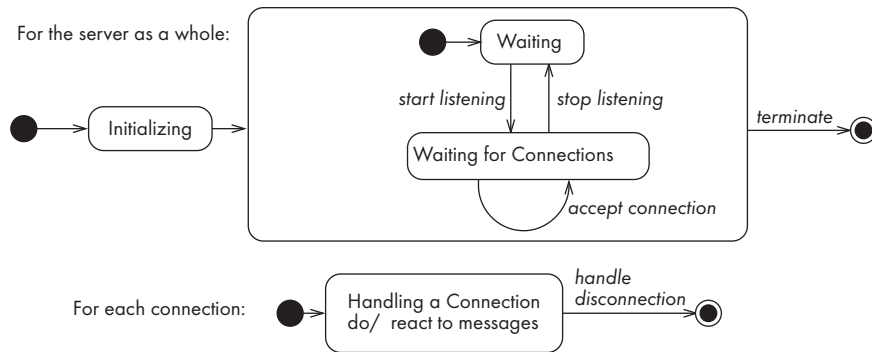 For the server as a whole:
Waiting
start listening
stop listening
Initializing
terminate
Waiting for Connections
accept connection
For each connection:
Handling a Connection
do/ react to messages
handle
disconnection